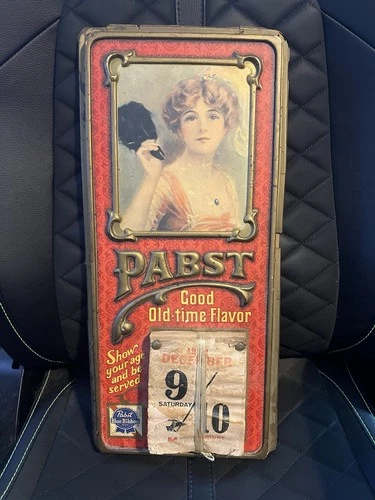 PABST
Good
Old-time Flavor
Show
your age
and be
served
Pabst
Blue Ribbon
DECEMBER
9
SATURDAY
10